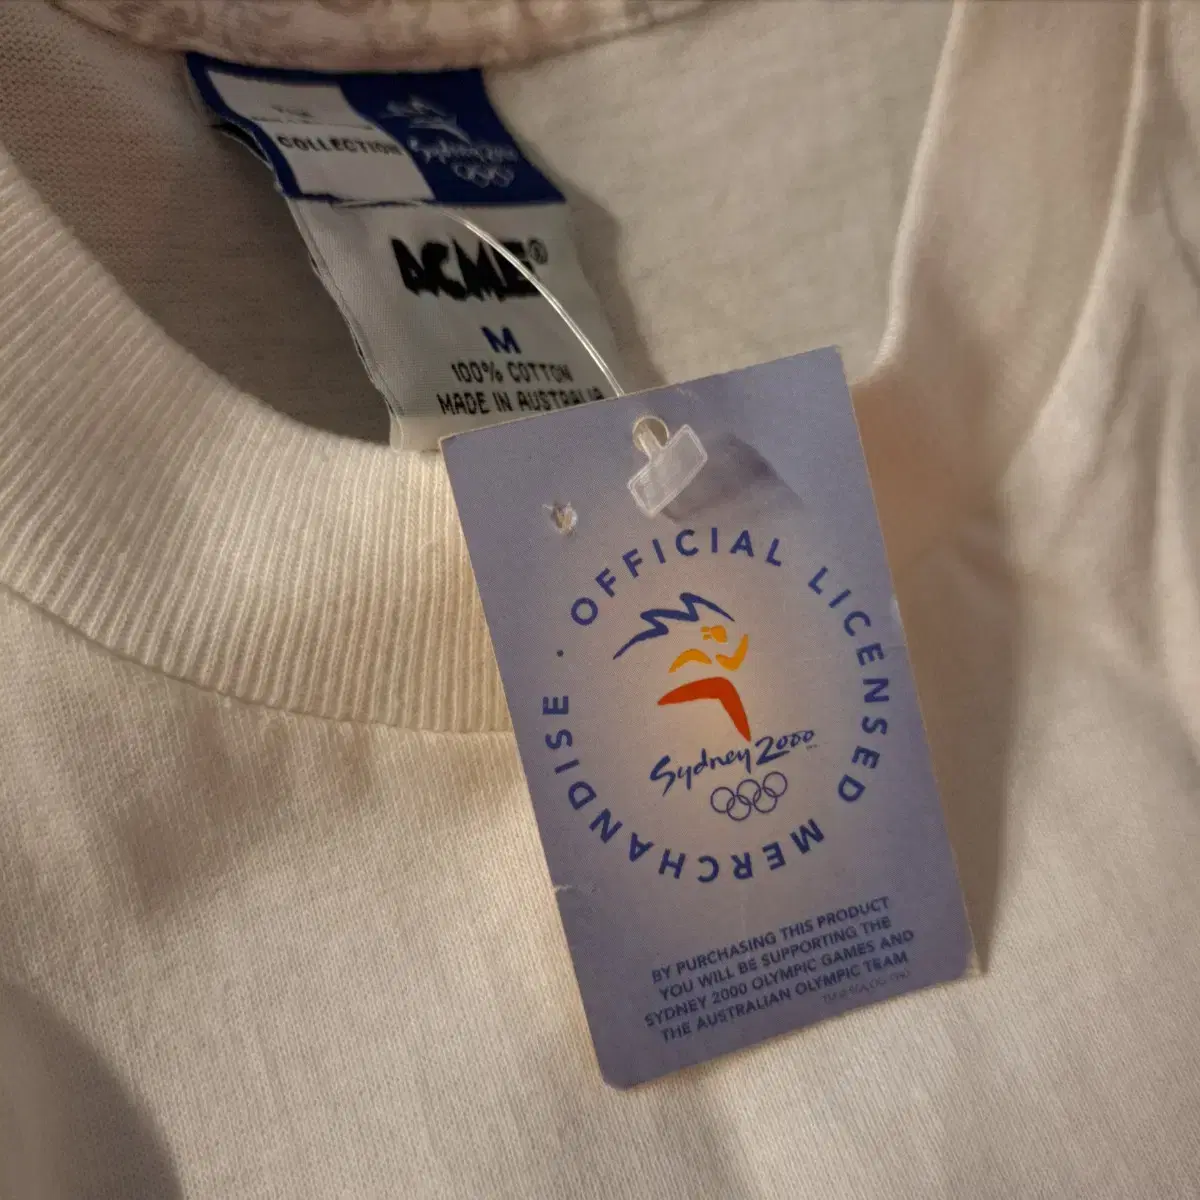 THE
COLLECTION
Sydney 2000
ACME®
M
100% COTTON
MADE IN AUSTRALIA
OFFICIAL LICENSED MERCHANDISE ·
Sydney 2000
BY PURCHASING THIS PRODUCT
YOU WILL BE SUPPORTING THE
SYDNEY 2000 OLYMPIC GAMES AND
THE AUSTRALIAN OLYMPIC TEAM